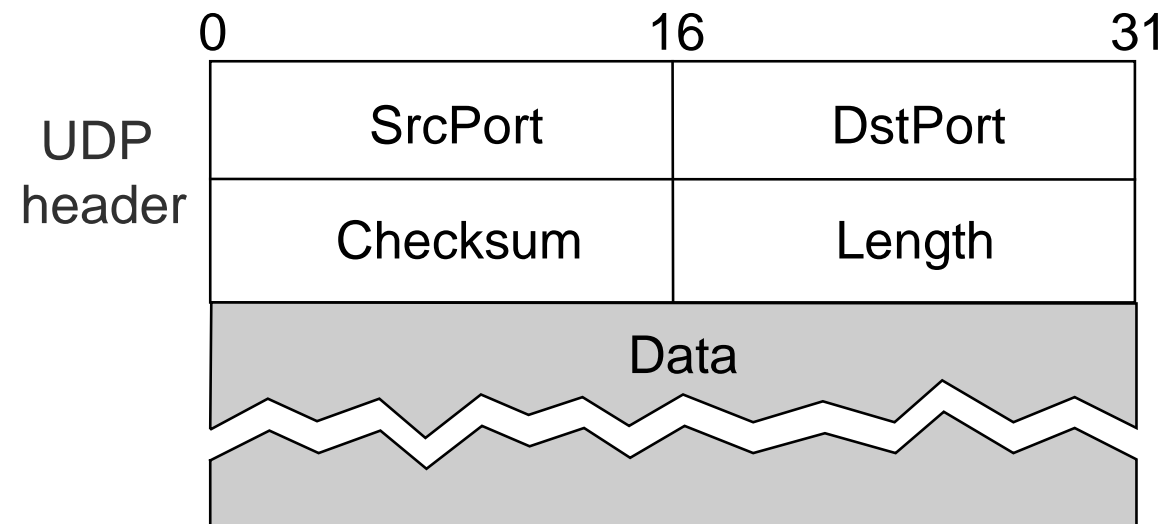 0 16 31
UDP
header
SrcPort DstPort
Checksum Length
Data